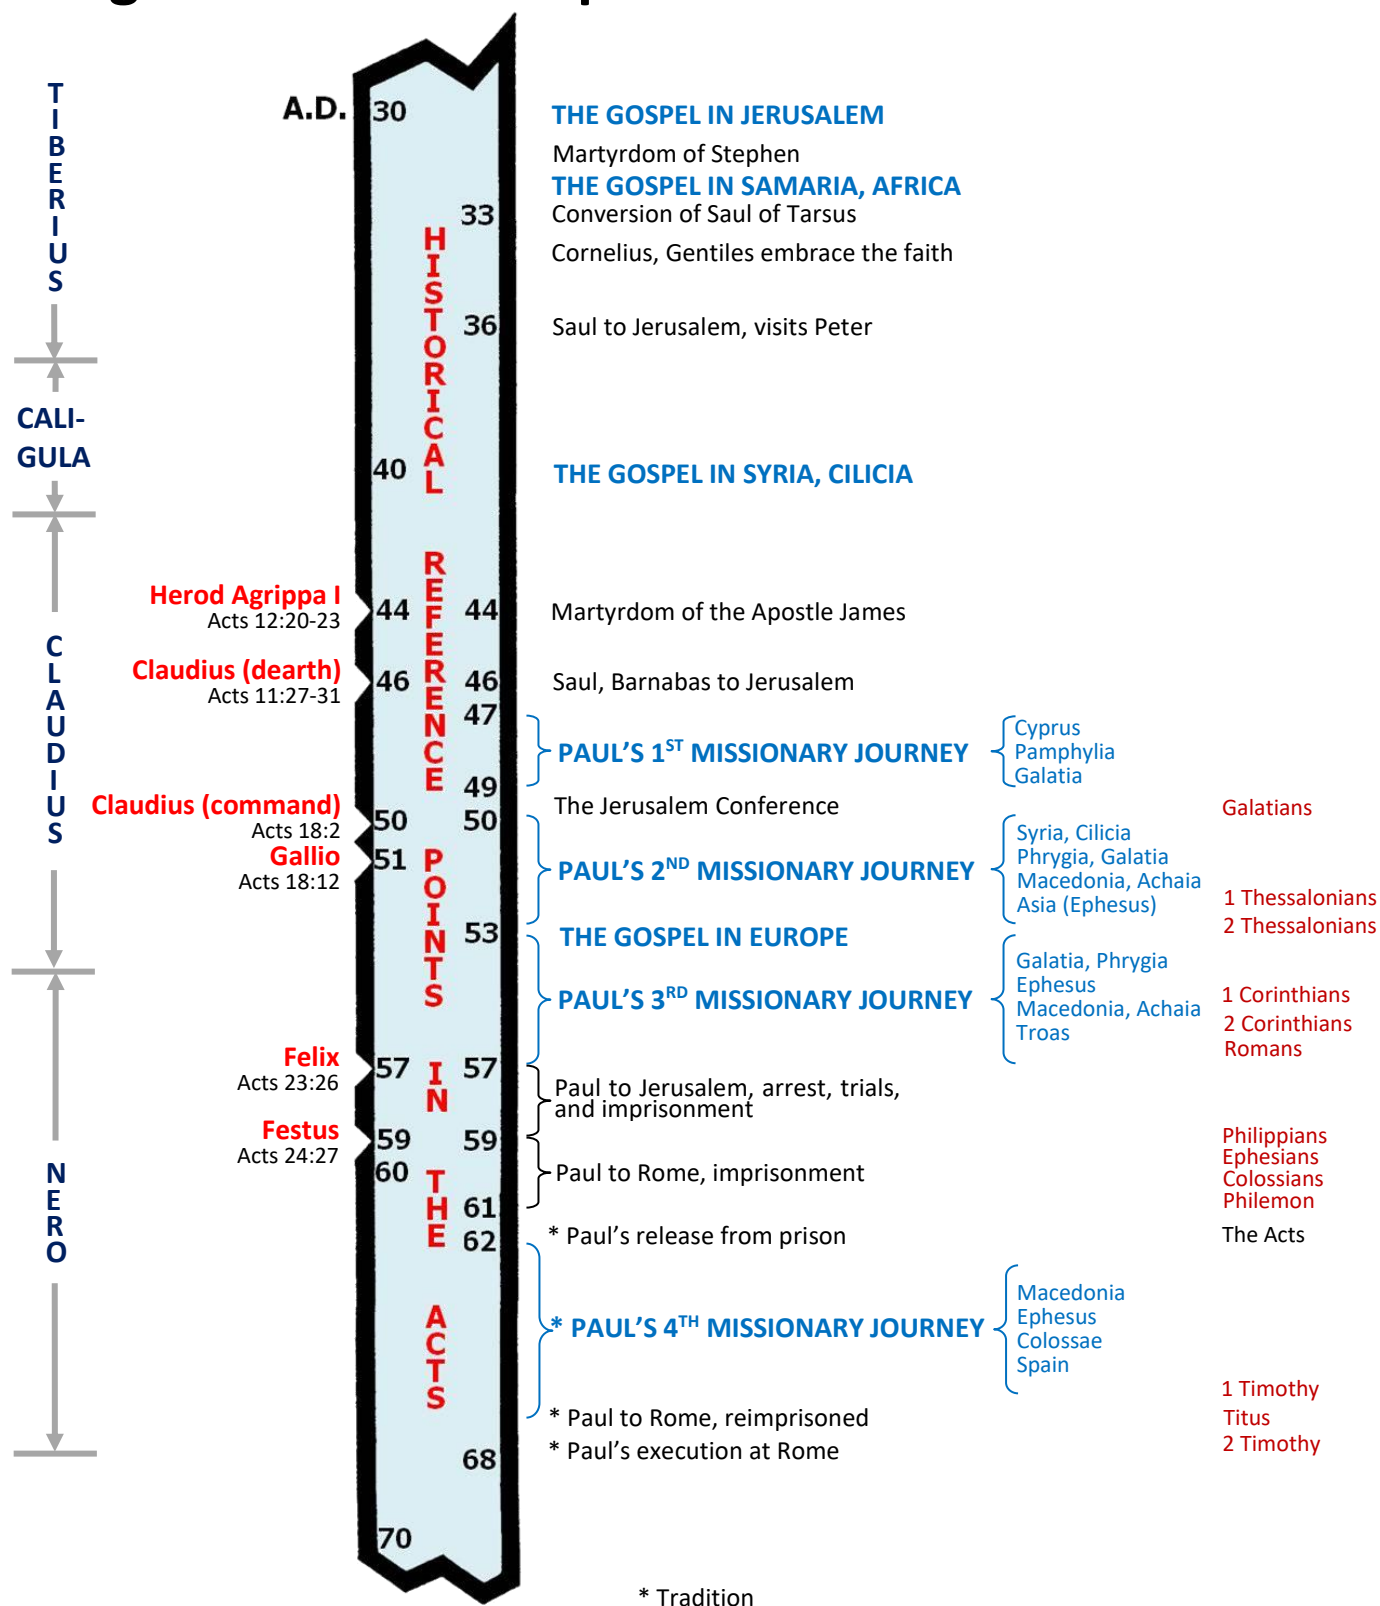 TIBERIUS
CALI-
GULA
CLAUDIUS
NERO
A.D.
30
40
44
46
50
51
57
59
60
70
HISTORICAL REFERENCE POINTS IN THE ACTS
33
36
44
46
47
49
50
53
57
59
61
62
68
Herod Agrippa I
Acts 12:20-23
Claudius (dearth)
Acts 11:27-31
Claudius (command)
Acts 18:2
Gallio
Acts 18:12
Felix
Acts 23:26
Festus
Acts 24:27
THE GOSPEL IN JERUSALEM
Martyrdom of Stephen
THE GOSPEL IN SAMARIA, AFRICA
Conversion of Saul of Tarsus
Cornelius, Gentiles embrace the faith
Saul to Jerusalem, visits Peter
THE GOSPEL IN SYRIA, CILICIA
Martyrdom of the Apostle James
Saul, Barnabas to Jerusalem
PAUL’S 1ST MISSIONARY JOURNEY
Cyprus
Pamphylia
Galatia
The Jerusalem Conference
Galatians
PAUL’S 2ND MISSIONARY JOURNEY
Syria, Cilicia
Phrygia, Galatia
Macedonia, Achaia
Asia (Ephesus)
1 Thessalonians
2 Thessalonians
THE GOSPEL IN EUROPE
PAUL’S 3RD MISSIONARY JOURNEY
Galatia, Phrygia
Ephesus
Macedonia, Achaia
Troas
1 Corinthians
2 Corinthians
Romans
Paul to Jerusalem, arrest, trials,
and imprisonment
Paul to Rome, imprisonment
Philippians
Ephesians
Colossians
Philemon
* Paul’s release from prison
The Acts
* PAUL’S 4TH MISSIONARY JOURNEY
Macedonia
Ephesus
Colossae
Spain
1 Timothy
Titus
2 Timothy
* Paul to Rome, reimprisoned
* Paul’s execution at Rome
* Tradition